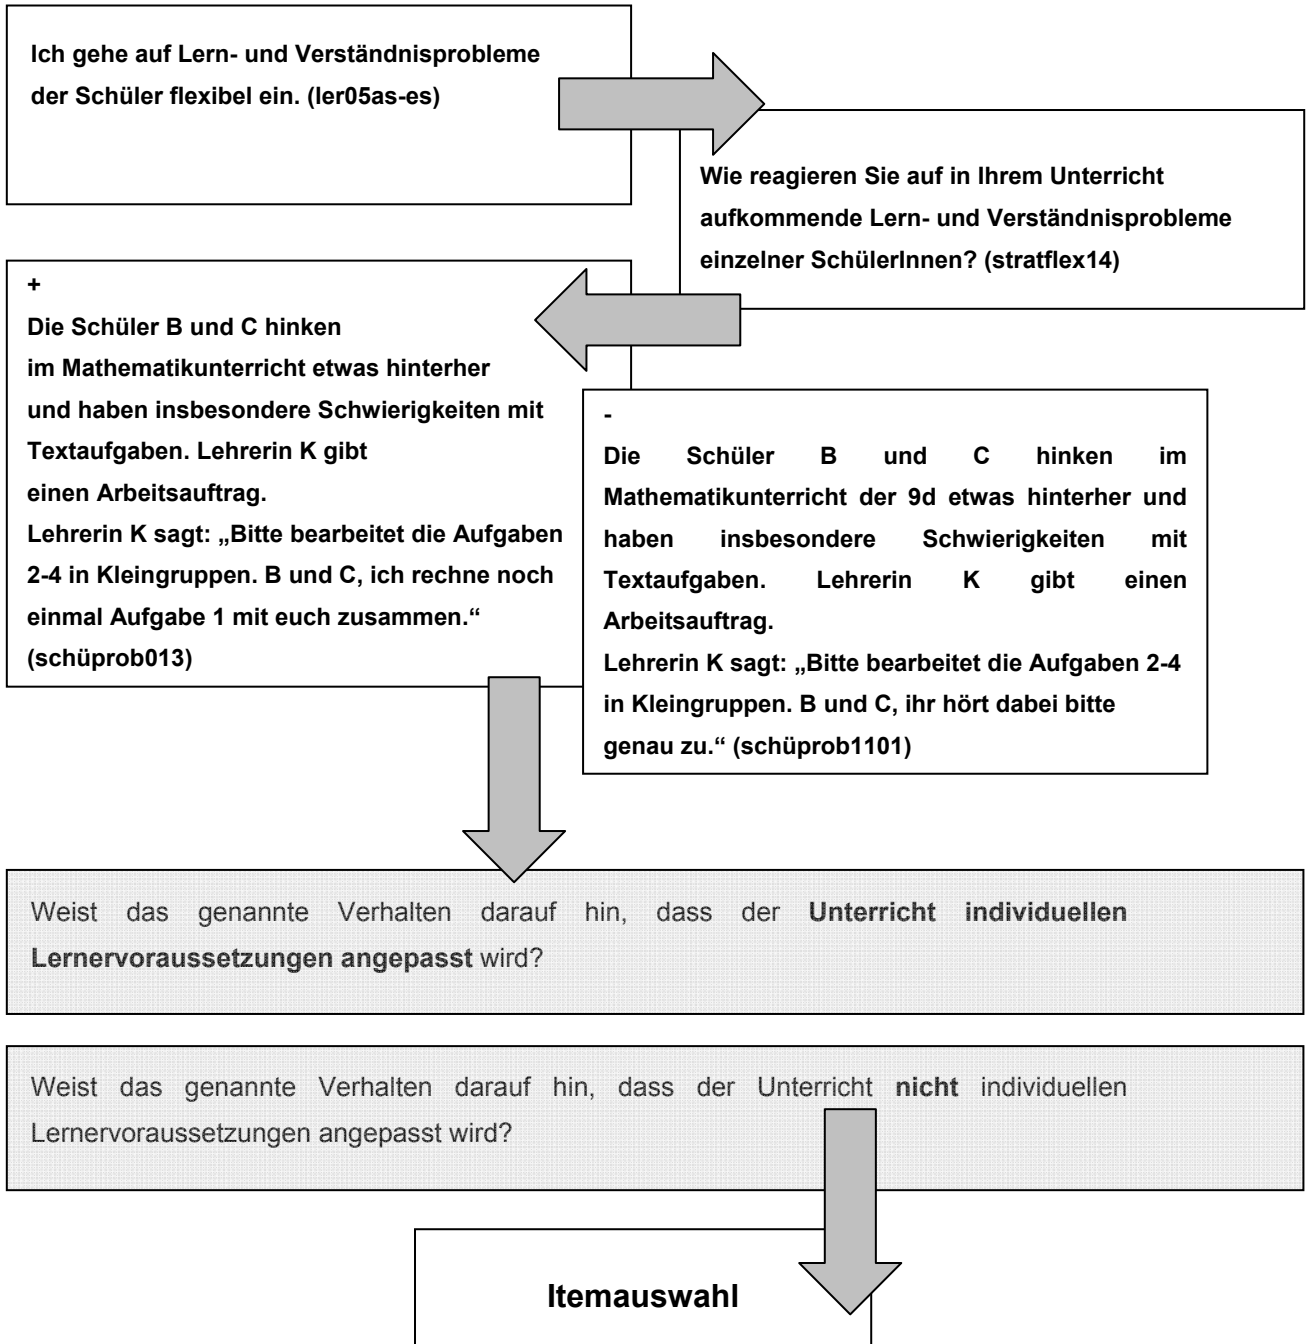 Ich gehe auf Lern- und Verständnisprobleme
der Schüler flexibel ein. (ler05as-es)
Wie reagieren Sie auf in Ihrem Unterricht
aufkommende Lern- und Verständnisprobleme
einzelner SchülerInnen? (stratflex14)
+
Die Schüler B und C hinken
im Mathematikunterricht etwas hinterher
und haben insbesondere Schwierigkeiten mit
Textaufgaben. Lehrerin K gibt
einen Arbeitsauftrag.
Lehrerin K sagt: „Bitte bearbeitet die Aufgaben
2-4 in Kleingruppen. B und C, ich rechne noch
einmal Aufgabe 1 mit euch zusammen.“
(schüprob013)
-
Die Schüler B und C hinken im
Mathematikunterricht der 9d etwas hinterher und
haben insbesondere Schwierigkeiten mit
Textaufgaben. Lehrerin K gibt einen
Arbeitsauftrag.
Lehrerin K sagt: „Bitte bearbeitet die Aufgaben 2-4
in Kleingruppen. B und C, ihr hört dabei bitte
genau zu.“ (schüprob1101)
Weist das genannte Verhalten darauf hin, dass der Unterricht individuellen
Lernervoraussetzungen angepasst wird?
Weist das genannte Verhalten darauf hin, dass der Unterricht nicht individuellen
Lernervoraussetzungen angepasst wird?
Itemauswahl